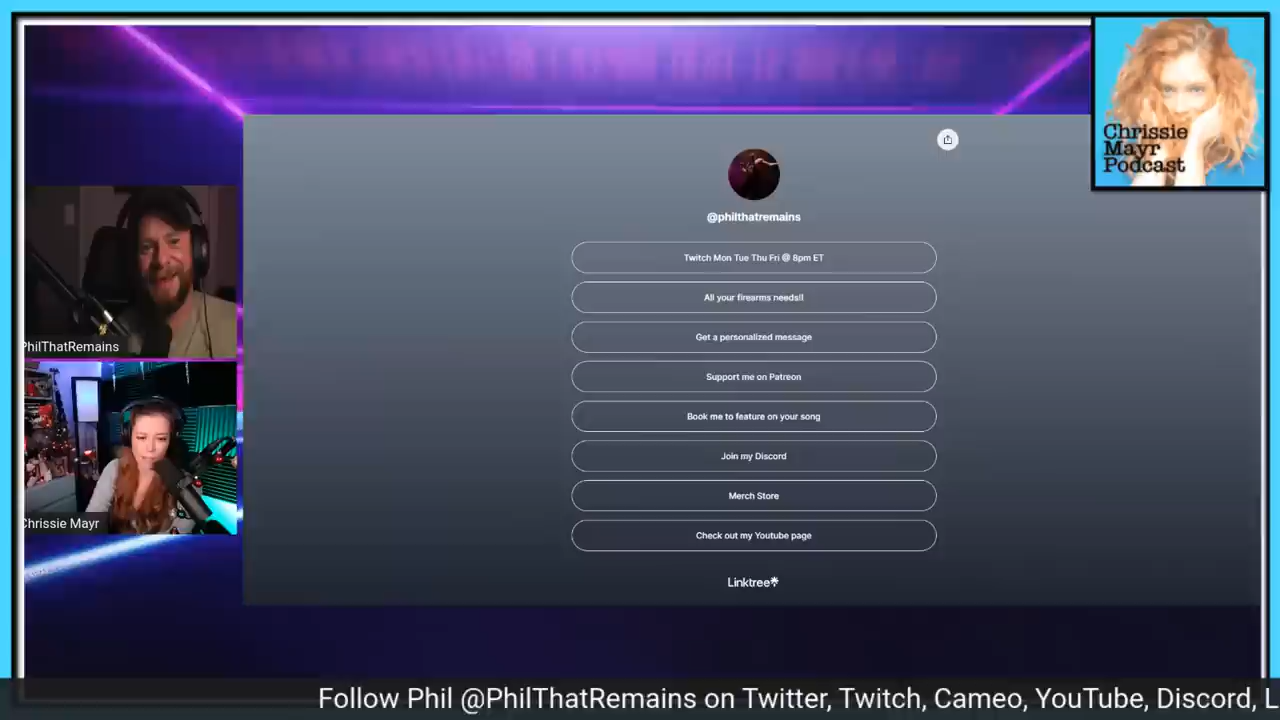 Chrissie
Mayr
Podcast
@philthatremains
Twitch Mon Tue Thu Fri @ 8pm ET
All your firearms needs!!
Get a personalized message
Support me on Patreon
Book me to feature on your song
Join my Discord
Merch Store
Check out my Youtube page
Linktree
PhilThatRemains
Chrissie Mayr
Follow Phil @PhilThatRemains on Twitter, Twitch, Cameo, YouTube, Discord, L